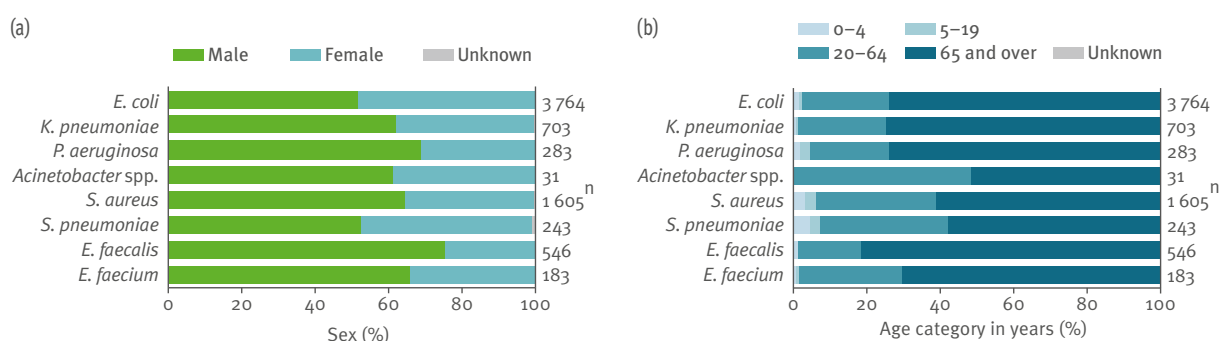 (a)
Male Female Unknown
E. coli 3 764
K. pneumoniae 703
P. aeruginosa 283
Acinetobacter spp. 31
S. aureus 1 605
n
S. pneumoniae 243
E. faecalis 546
E. faecium 183
0 20 40 60 80 100
Sex (%)
(b)
0–4 5–19
20–64 65 and over Unknown
E. coli 3 764
K. pneumoniae 703
P. aeruginosa 283
Acinetobacter spp. 31
S. aureus 1 605
n
S. pneumoniae 243
E. faecalis 546
E. faecium 183
0 20 40 60 80 100
Age category in years (%)